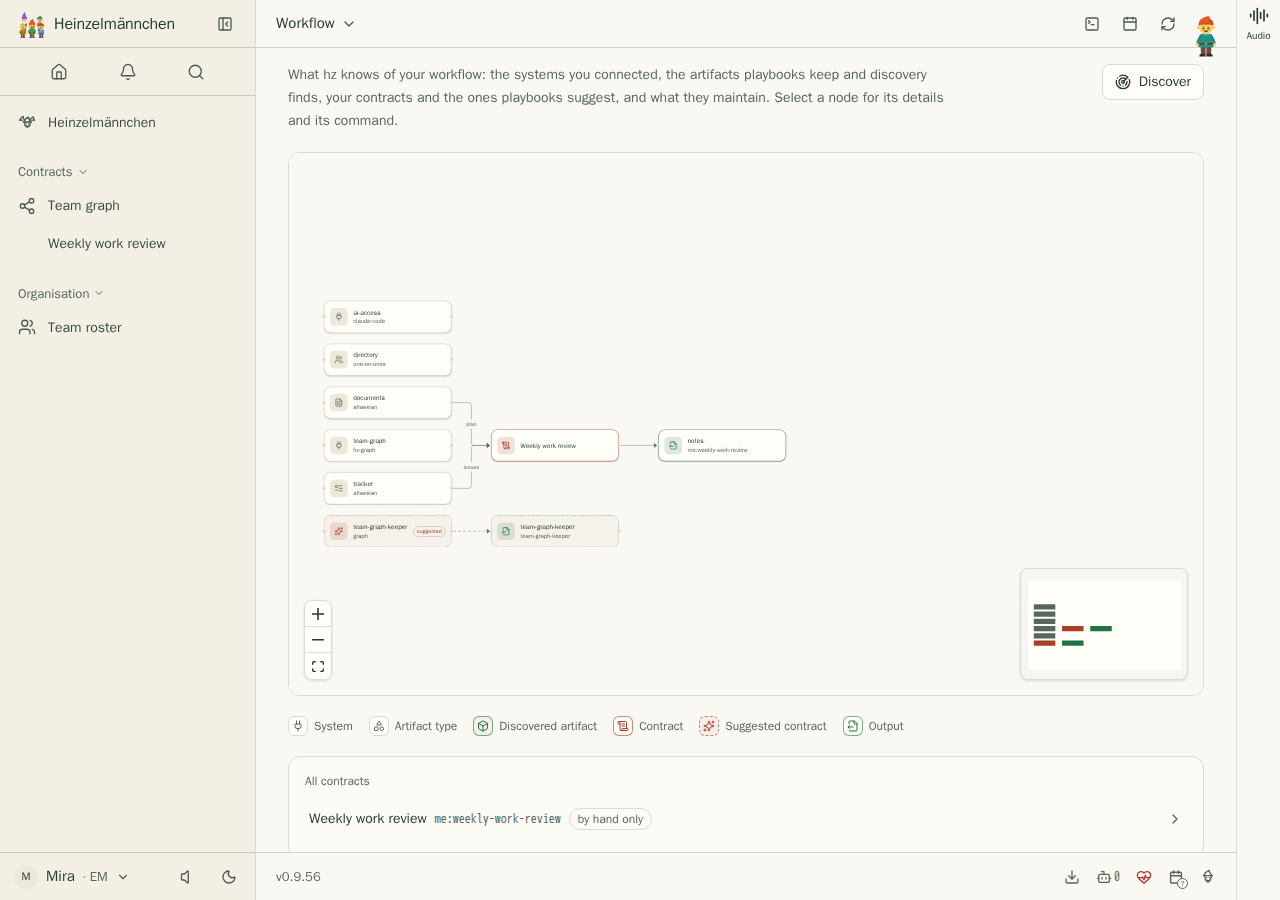 Heinzelmännchen
Workflow
Audio
What hz knows of your workflow: the systems you connected, the artifacts playbooks keep and discovery
finds, your contracts and the ones playbooks suggest, and what they maintain. Select a node for its details
and its command.
Discover
Heinzelmännchen
Contracts
Team graph
Weekly work review
Organisation
Team roster
ai-access
claude-code
directory
one-on-ones
documents
atlassian
plan
team-graph
hz-graph
Weekly work review
notes
me:weekly-work-review
issues
tracker
atlassian
team-graph-keeper
graph
suggested
team-graph-keeper
team-graph-keeper
System
Artifact type
Discovered artifact
Contract
Suggested contract
Output
All contracts
Weekly work review me:weekly-work-review by hand only
M Mira · EM
v0.9.56
0
?